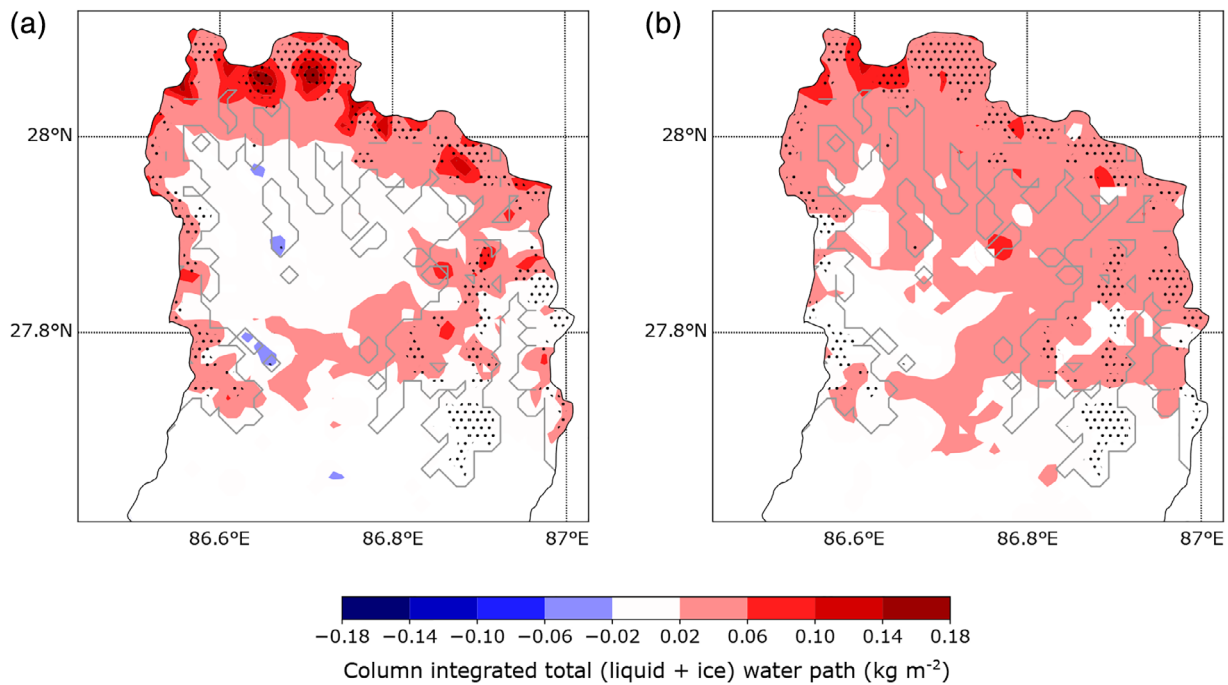 (a)
(b)
28°N
28°N
27.8°N
27.8°N
86.6°E 86.8°E 87°E
86.6°E 86.8°E 87°E
−0.18 −0.14 −0.10 −0.06 −0.02 0.02 0.06 0.10 0.14 0.18
Column integrated total (liquid + ice) water path (kg m⁻²)